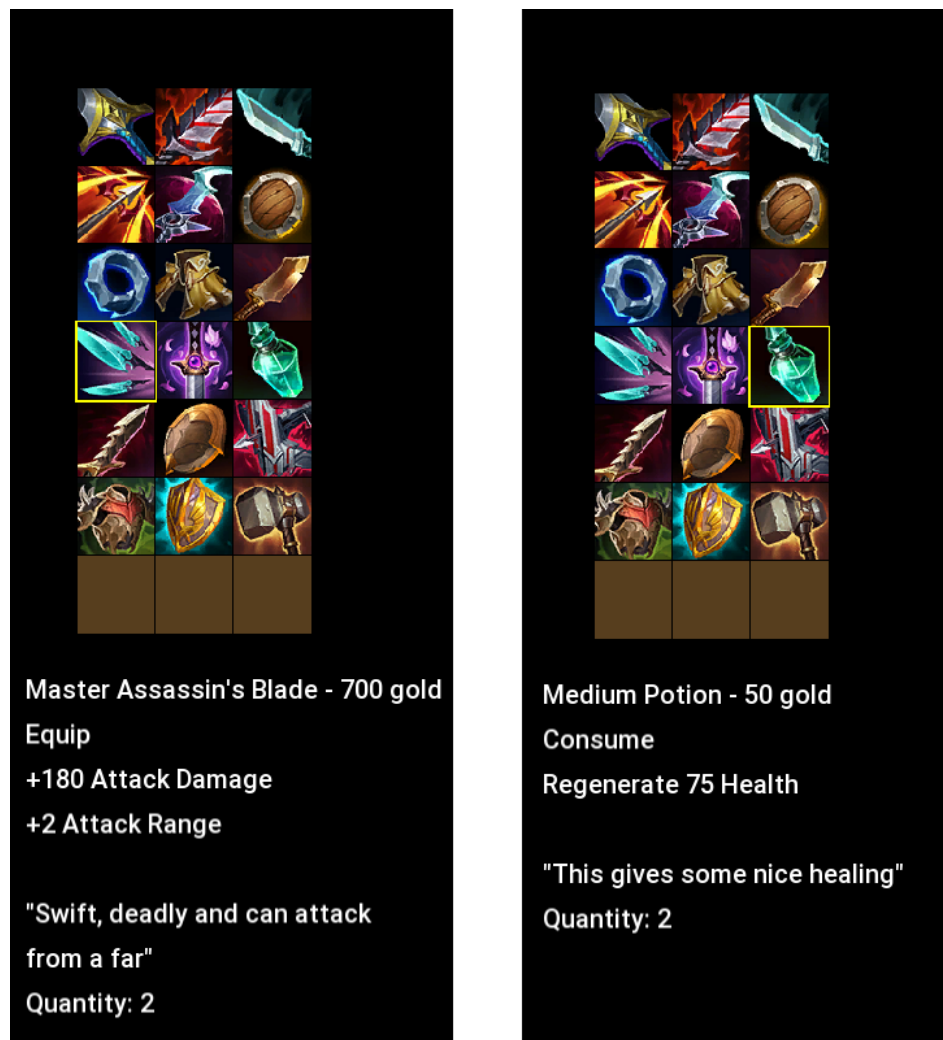 Master Assassin's Blade - 700 gold
Equip
+180 Attack Damage
+2 Attack Range
"Swift, deadly and can attack
from a far"
Quantity: 2
Medium Potion - 50 gold
Consume
Regenerate 75 Health
"This gives some nice healing"
Quantity: 2